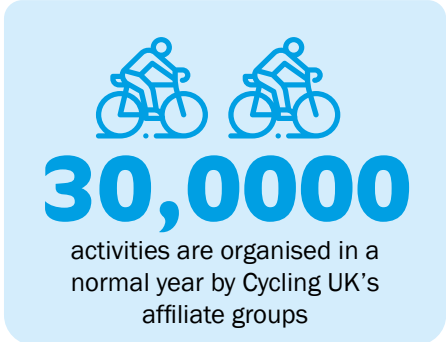 30,0000
activities are organised in a
normal year by Cycling UK’s
affiliate groups